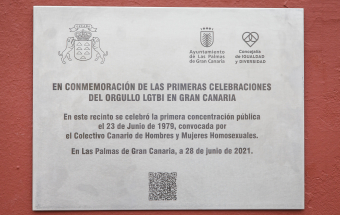 Ayuntamiento
de Las Palmas
de Gran Canaria
Concejalía
de IGUALDAD
y DIVERSIDAD
EN CONMEMORACIÓN DE LAS PRIMERAS CELEBRACIONES
DEL ORGULLO LGTBI EN GRAN CANARIA
En este recinto se celebró la primera concentración pública
el 23 de Junio de 1979, convocada por
el Colectivo Canario de Hombres y Mujeres Homosexuales.
En Las Palmas de Gran Canaria, a 28 de junio de 2021.